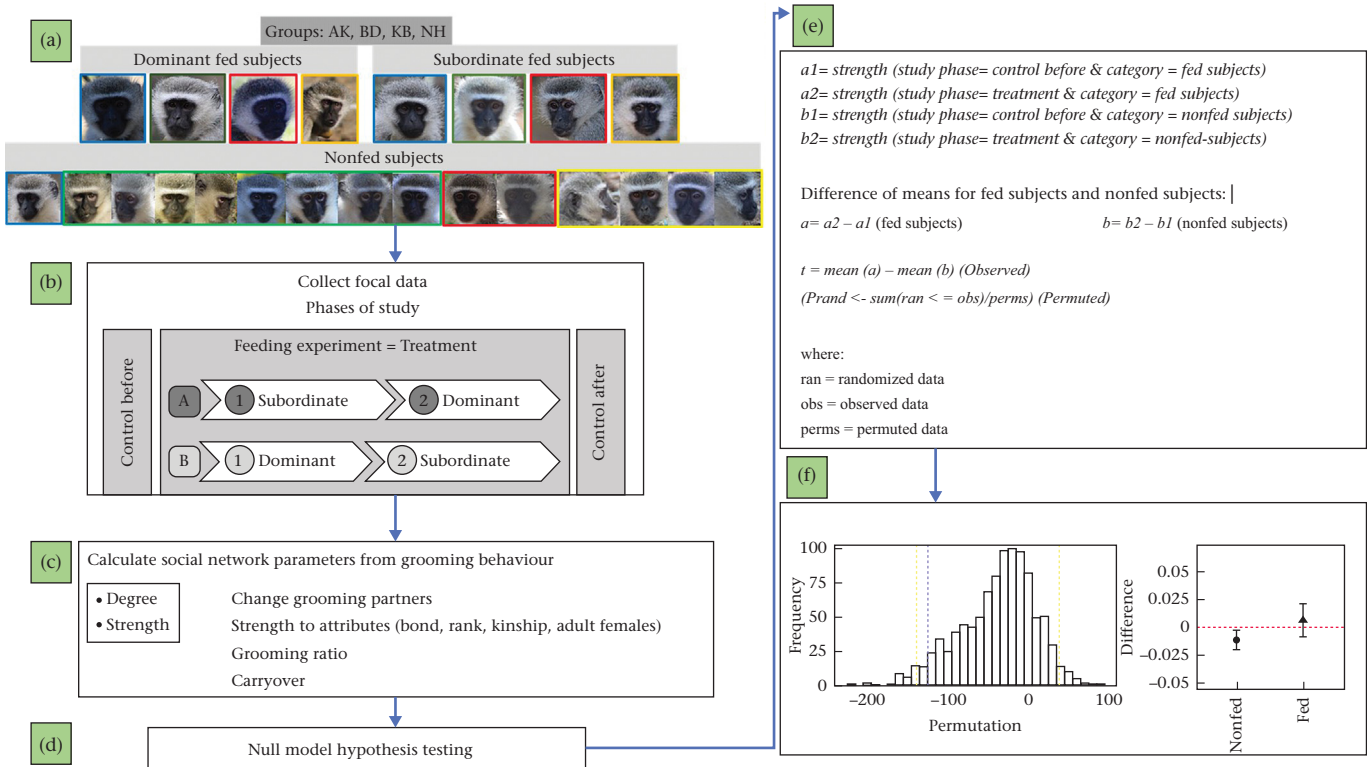 (a)
Groups: AK, BD, KB, NH
Dominant fed subjects
Subordinate fed subjects
Nonfed subjects
(b)
Collect focal data
Phases of study
Control before
Feeding experiment = Treatment
A
1 Subordinate
2 Dominant
B
1 Dominant
2 Subordinate
Control after
(c)
Calculate social network parameters from grooming behaviour
• Degree
• Strength
Change grooming partners
Strength to attributes (bond, rank, kinship, adult females)
Grooming ratio
Carryover
(d)
Null model hypothesis testing
(e)
a1= strength (study phase= control before & category = fed subjects)
a2= strength (study phase= treatment & category = fed subjects)
b1= strength (study phase= control before & category = nonfed subjects)
b2= strength (study phase= treatment & category = nonfed-subjects)
Difference of means for fed subjects and nonfed subjects:
a= a2 – a1 (fed subjects)
b= b2 – b1 (nonfed subjects)
t = mean (a) – mean (b) (Observed)
(Prand <- sum(ran < = obs)/perms) (Permuted)
where:
ran = randomized data
obs = observed data
perms = permuted data
(f)
Frequency
100
75
50
25
0
−200
−100
0
100
Permutation
Difference
0.05
0.025
0
−0.025
−0.05
Nonfed
Fed